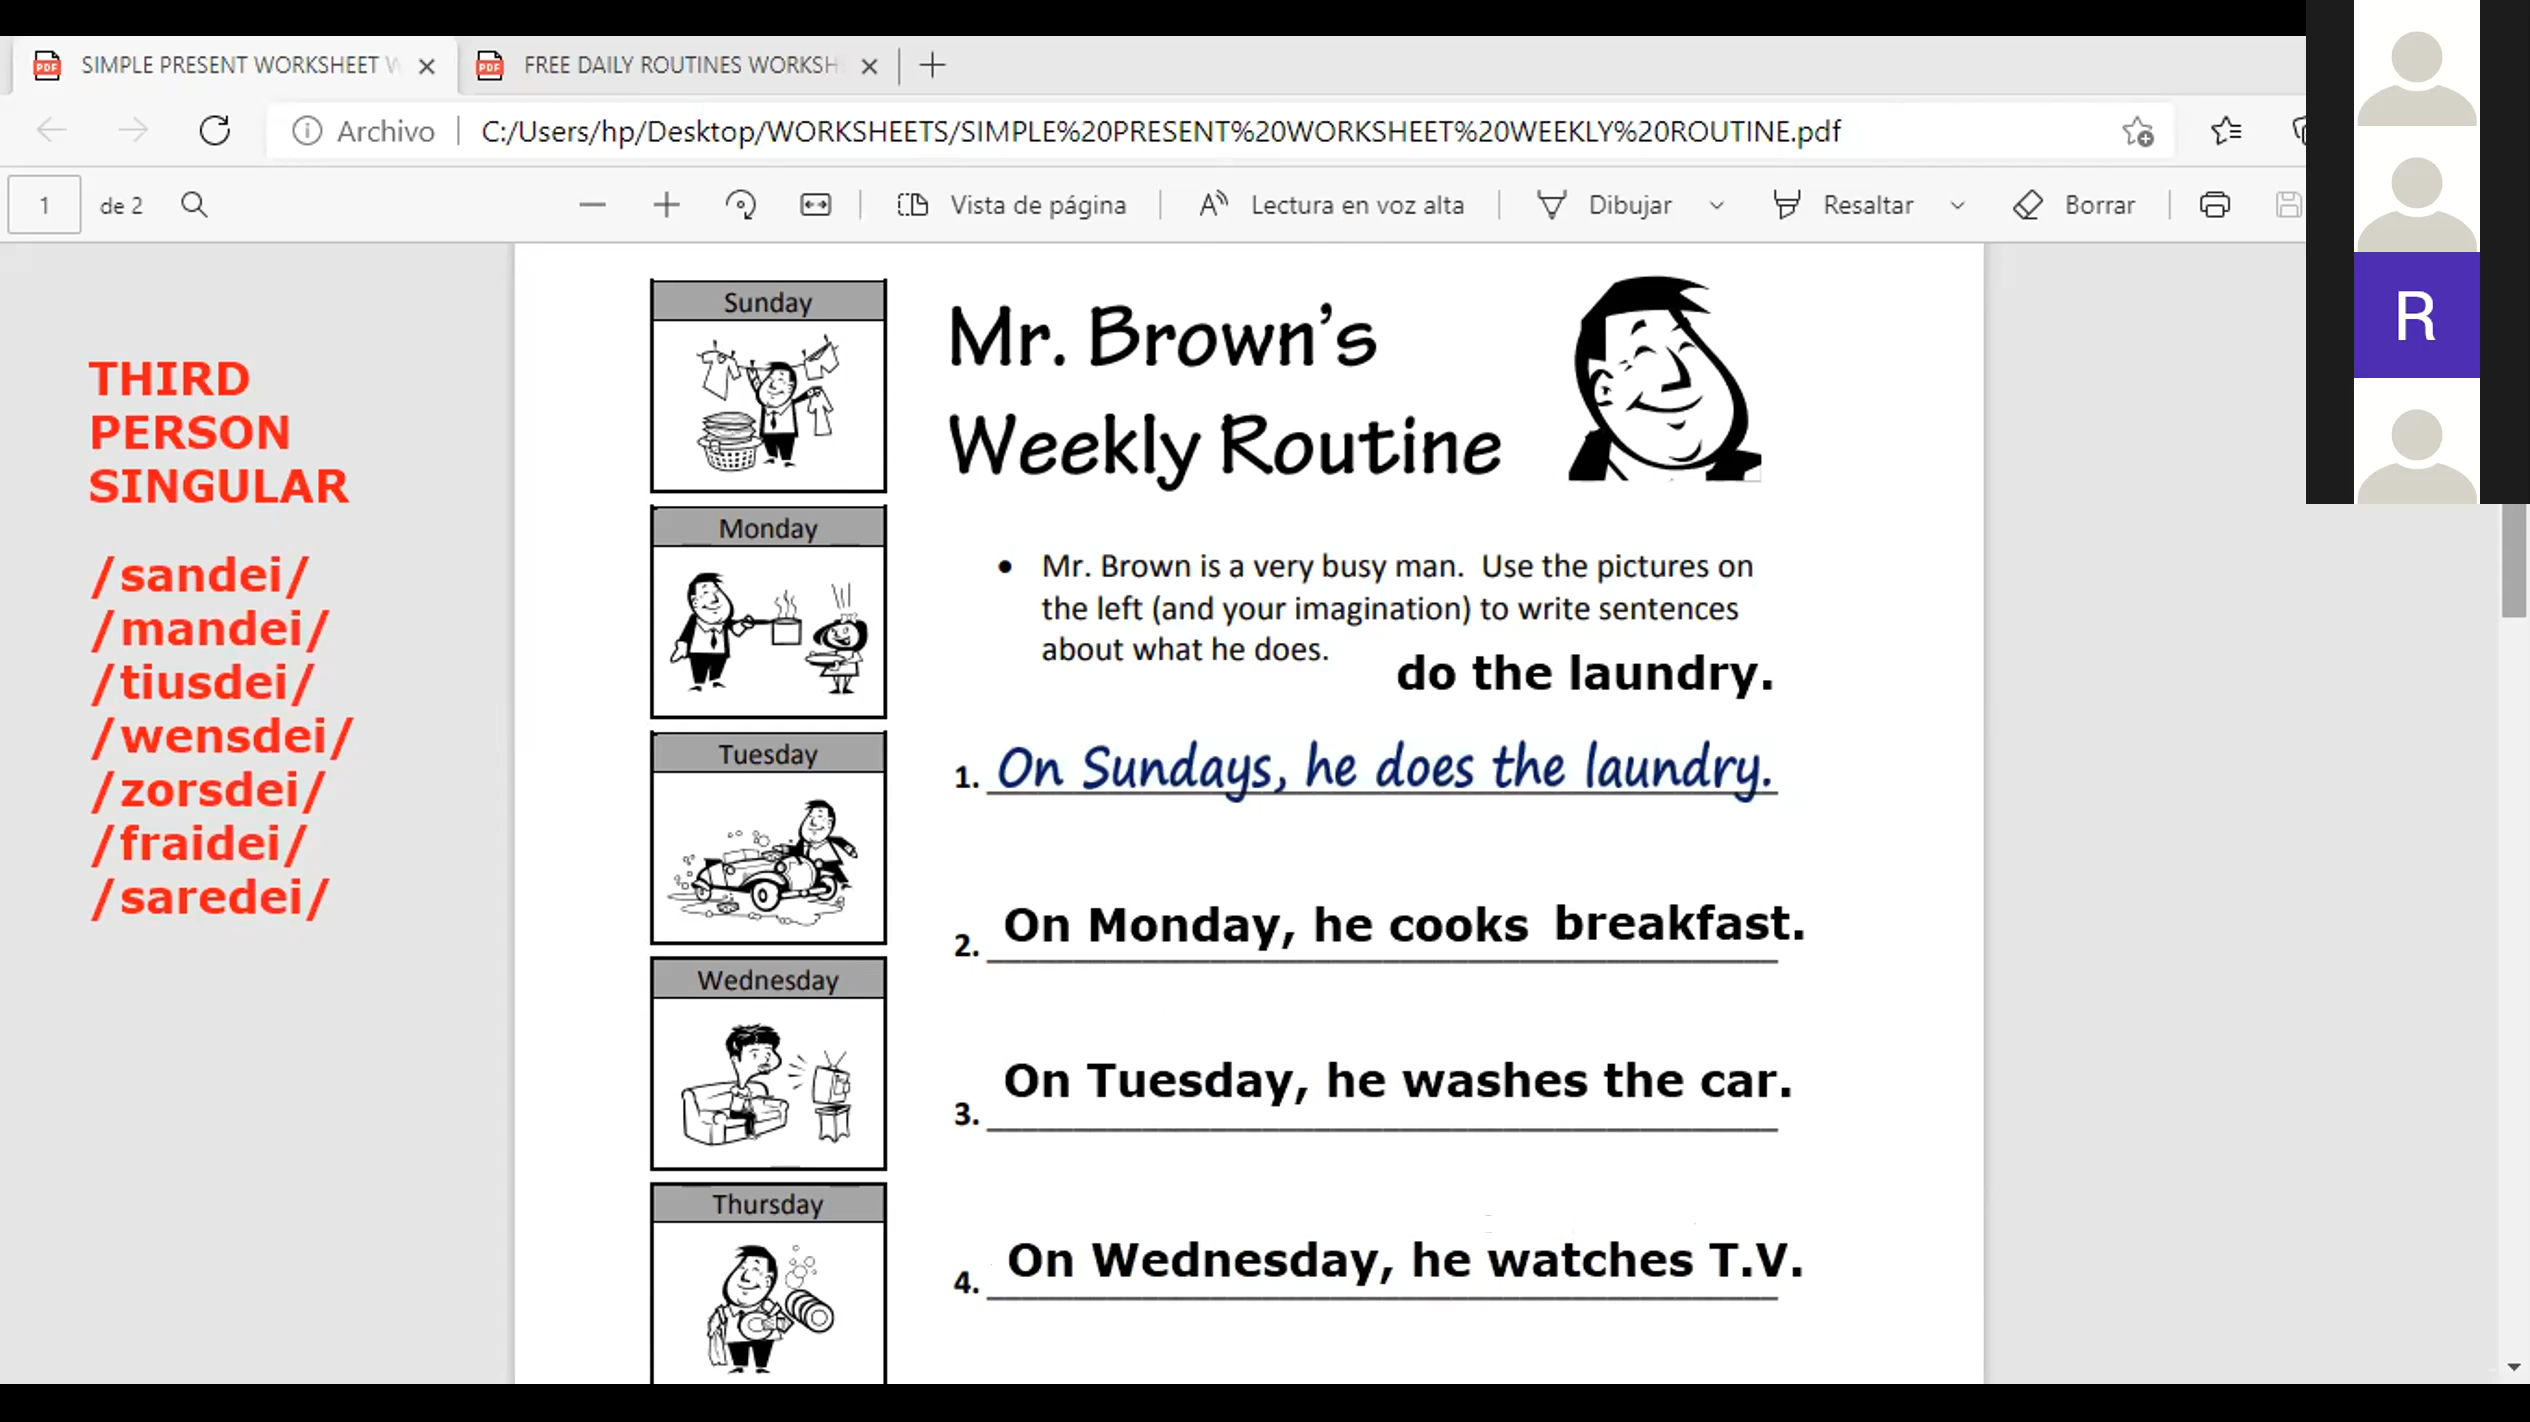 SIMPLE PRESENT WORKSHEET W
FREE DAILY ROUTINES WORKSH
Archivo
C:/Users/hp/Desktop/WORKSHEETS/SIMPLE%20PRESENT%20WORKSHEET%20WEEKLY%20ROUTINE.pdf
1 de 2
Vista de página
Lectura en voz alta
Dibujar
Resaltar
Borrar
R
THIRD
PERSON
SINGULAR
/sandei/
/mandei/
/tiusdei/
/wensdei/
/zorsdei/
/fraidei/
/saredei/
Sunday
Monday
Tuesday
Wednesday
Thursday
Mr. Brown's
Weekly Routine
• Mr. Brown is a very busy man. Use the pictures on
the left (and your imagination) to write sentences
about what he does.
do the laundry.
1. On Sundays, he does the laundry.
2. On Monday, he cooks breakfast.
3. On Tuesday, he washes the car.
4. On Wednesday, he watches T.V.